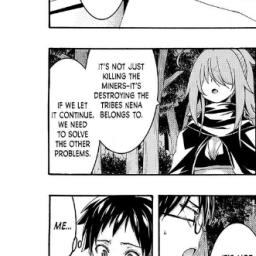 IT'S NOT JUST
KILLING THE
MINERS–IT'S
DESTROYING THE
TRIBES NENA
BELONGS TO.
IF WE LET
IT CONTINUE,
WE NEED
TO SOLVE
THE OTHER
PROBLEMS.
ME...